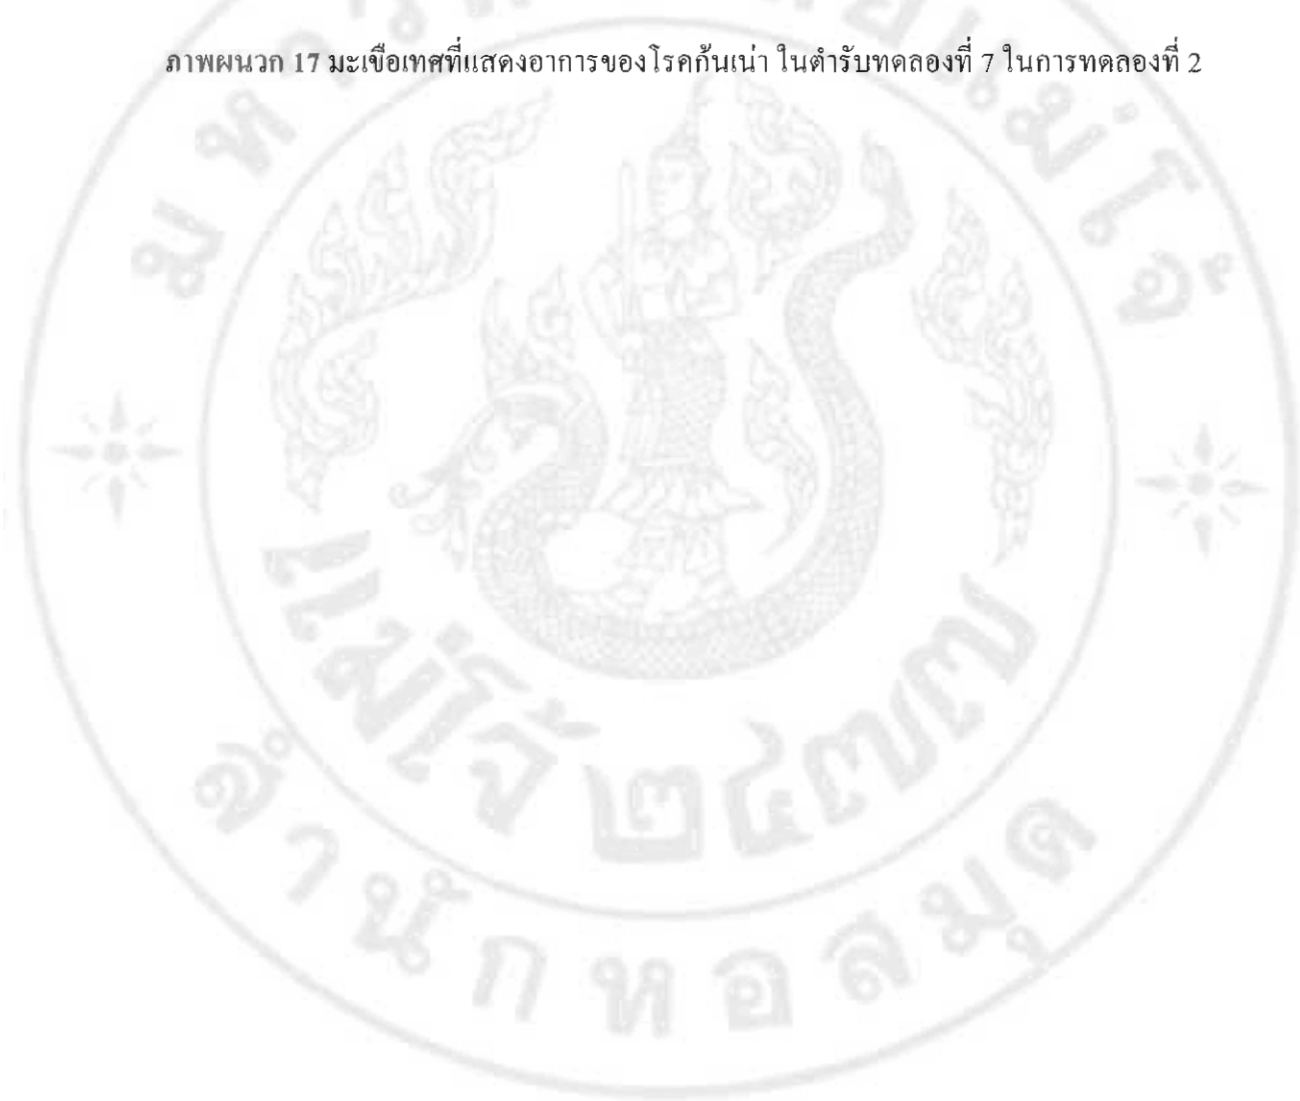 ภาพผนวก 17 มะเขือเทศที่แสดงอาการของโรคก้นเน่า ในตำรับทดลองที่ 7 ในการทดลองที่ 2
แม่โจ้ ๒๔๗๗
สำนักหอสมุด